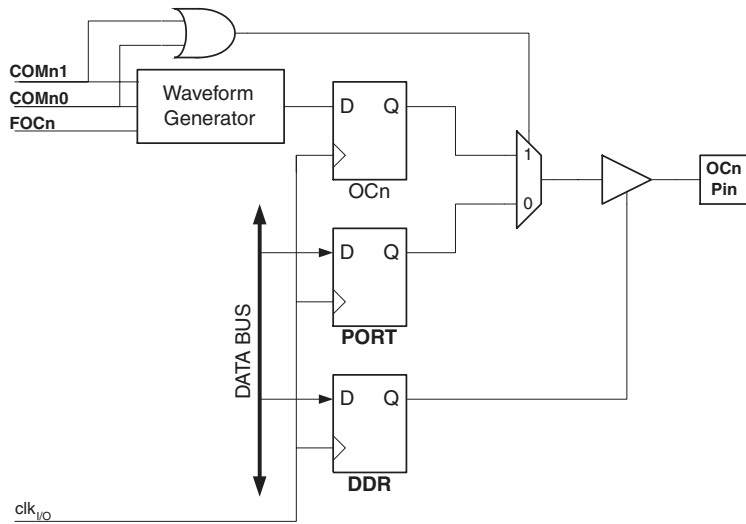 COMn1
COMn0
FOCn
Waveform
Generator
D Q
OCn
1
0
OCn
Pin
D Q
PORT
DATA BUS
D Q
DDR
clkI/O